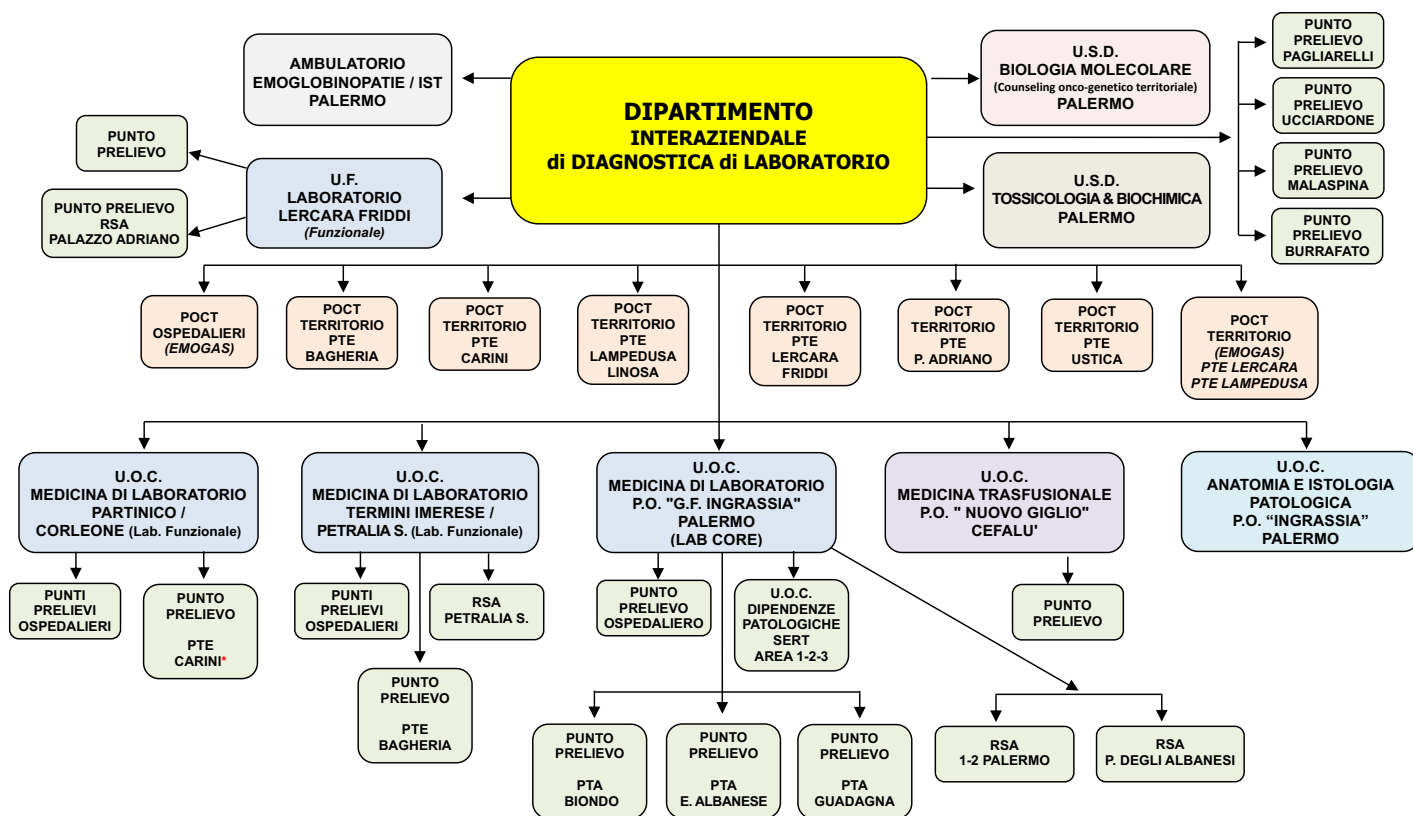 AMBULATORIO
EMOGLOBINOPATIE / IST
PALERMO
DIPARTIMENTO
INTERAZIENDALE
di DIAGNOSTICA di LABORATORIO
U.S.D.
BIOLOGIA MOLECOLARE
(Counseling onco-genetico territoriale)
PALERMO
PUNTO
PRELIEVO
PAGLIARELLI
PUNTO
PRELIEVO
UCCIARDONE
PUNTO
PRELIEVO
MALASPINA
PUNTO
PRELIEVO
BURRAFATO
PUNTO
PRELIEVO
PUNTO PRELIEVO
RSA
PALAZZO ADRIANO
U.F.
LABORATORIO
LERCARA FRIDDI
(Funzionale)
U.S.D.
TOSSICOLOGIA & BIOCHIMICA
PALERMO
POCT
OSPEDALIERI
(EMOGAS)
POCT
TERRITORIO
PTE
BAGHERIA
POCT
TERRITORIO
PTE
CARINI
POCT
TERRITORIO
PTE
LAMPEDUSA
LINOSA
POCT
TERRITORIO
PTE
LERCARA
FRIDDI
POCT
TERRITORIO
PTE
P. ADRIANO
POCT
TERRITORIO
PTE
USTICA
POCT
TERRITORIO
(EMOGAS)
PTE LERCARA
PTE LAMPEDUSA
U.O.C.
MEDICINA DI LABORATORIO
PARTINICO /
CORLEONE (Lab. Funzionale)
U.O.C.
MEDICINA DI LABORATORIO
TERMINI IMERESE /
PETRALIA S. (Lab. Funzionale)
U.O.C.
MEDICINA DI LABORATORIO
P.O. "G.F. INGRASSIA"
PALERMO
(LAB CORE)
U.O.C.
MEDICINA TRASFUSIONALE
P.O. " NUOVO GIGLIO"
CEFALU'
U.O.C.
ANATOMIA E ISTOLOGIA
PATOLOGICA
P.O. “INGRASSIA”
PALERMO
PUNTI
PRELIEVI
OSPEDALIERI
PUNTO
PRELIEVO
PTE
CARINI*
PUNTI
PRELIEVI
OSPEDALIERI
RSA
PETRALIA S.
PUNTO
PRELIEVO
PTE
BAGHERIA
PUNTO
PRELIEVO
OSPEDALIERO
U.O.C.
DIPENDENZE
PATOLOGICHE
SERT
AREA 1-2-3
PUNTO
PRELIEVO
PUNTO
PRELIEVO
PTA
BIONDO
PUNTO
PRELIEVO
PTA
E. ALBANESE
PUNTO
PRELIEVO
PTA
GUADAGNA
RSA
1-2 PALERMO
RSA
P. DEGLI ALBANESI